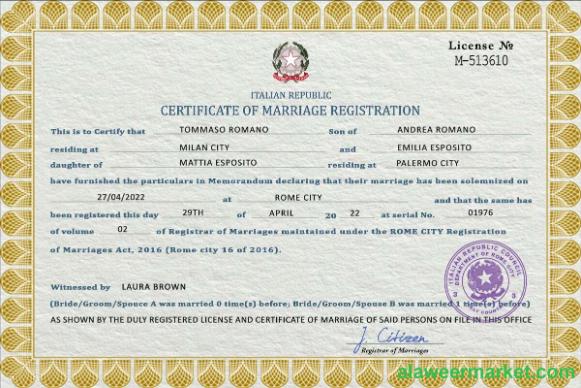 License №
M-513610
ITALIAN REPUBLIC
CERTIFICATE OF MARRIAGE REGISTRATION
This is to Certify that TOMMASO ROMANO Son of ANDREA ROMANO
residing at MILAN CITY and EMILIA ESPOSITO
daughter of MATTIA ESPOSITO residing at PALERMO CITY
have furnished the particulars in Memorandum declaring that their marriage has been solemnized on
27/04/2022 at ROME CITY and that the same has
been registered this day 29TH of APRIL 20 22 at serial No. 01976
of volume 02 of Registrar of Marriages maintained under the ROME CITY Registration
of Marriages Act, 2016 (Rome city 16 of 2016).
ITALIAN REPUBLIC COUNCIL
DEPARTMENT OF ROME CITY
Witnessed by LAURA BROWN
(Bride/Groom/Spouce A was married 0 time(s) before; Bride/Groom/Spouce B was married 1 time(s) before)
AS SHOWN BY THE DULY REGISTERED LICENSE AND CERTIFICATE OF MARRIAGE OF SAID PERSONS ON FILE IN THIS OFFICE
J. Citizen
Registrar of Marriages
alaweermarket.com